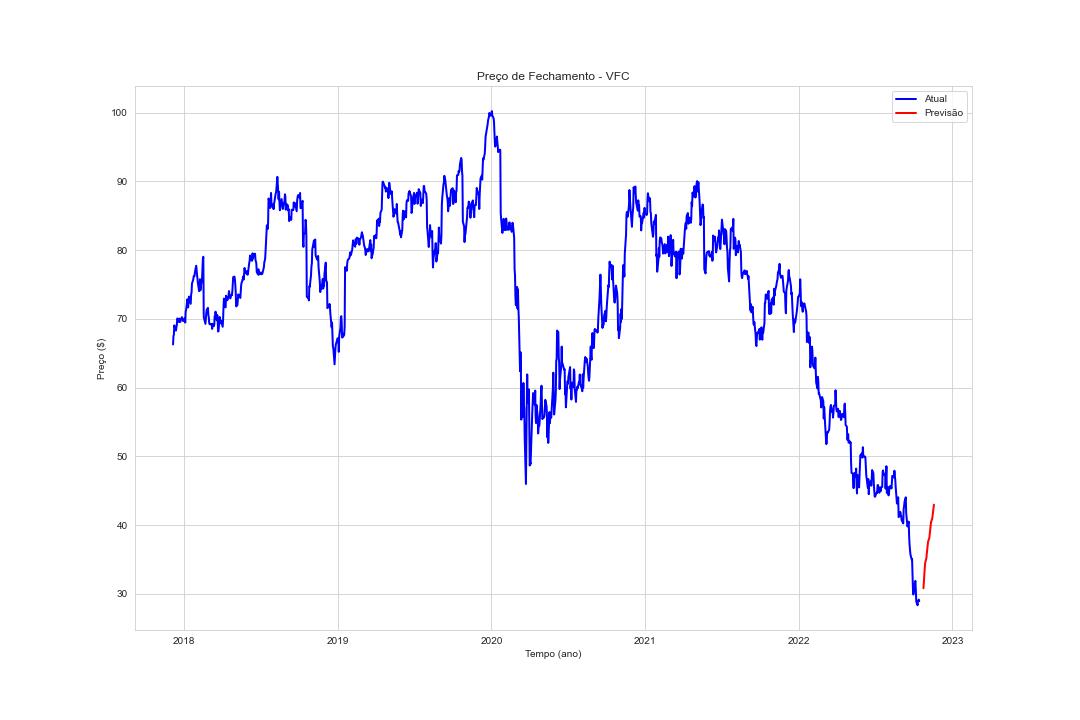 Preço de Fechamento - VFC
Atual
Previsão
Preço ($)
100
90
80
70
60
50
40
30
2018 2019 2020 2021 2022 2023
Tempo (ano)